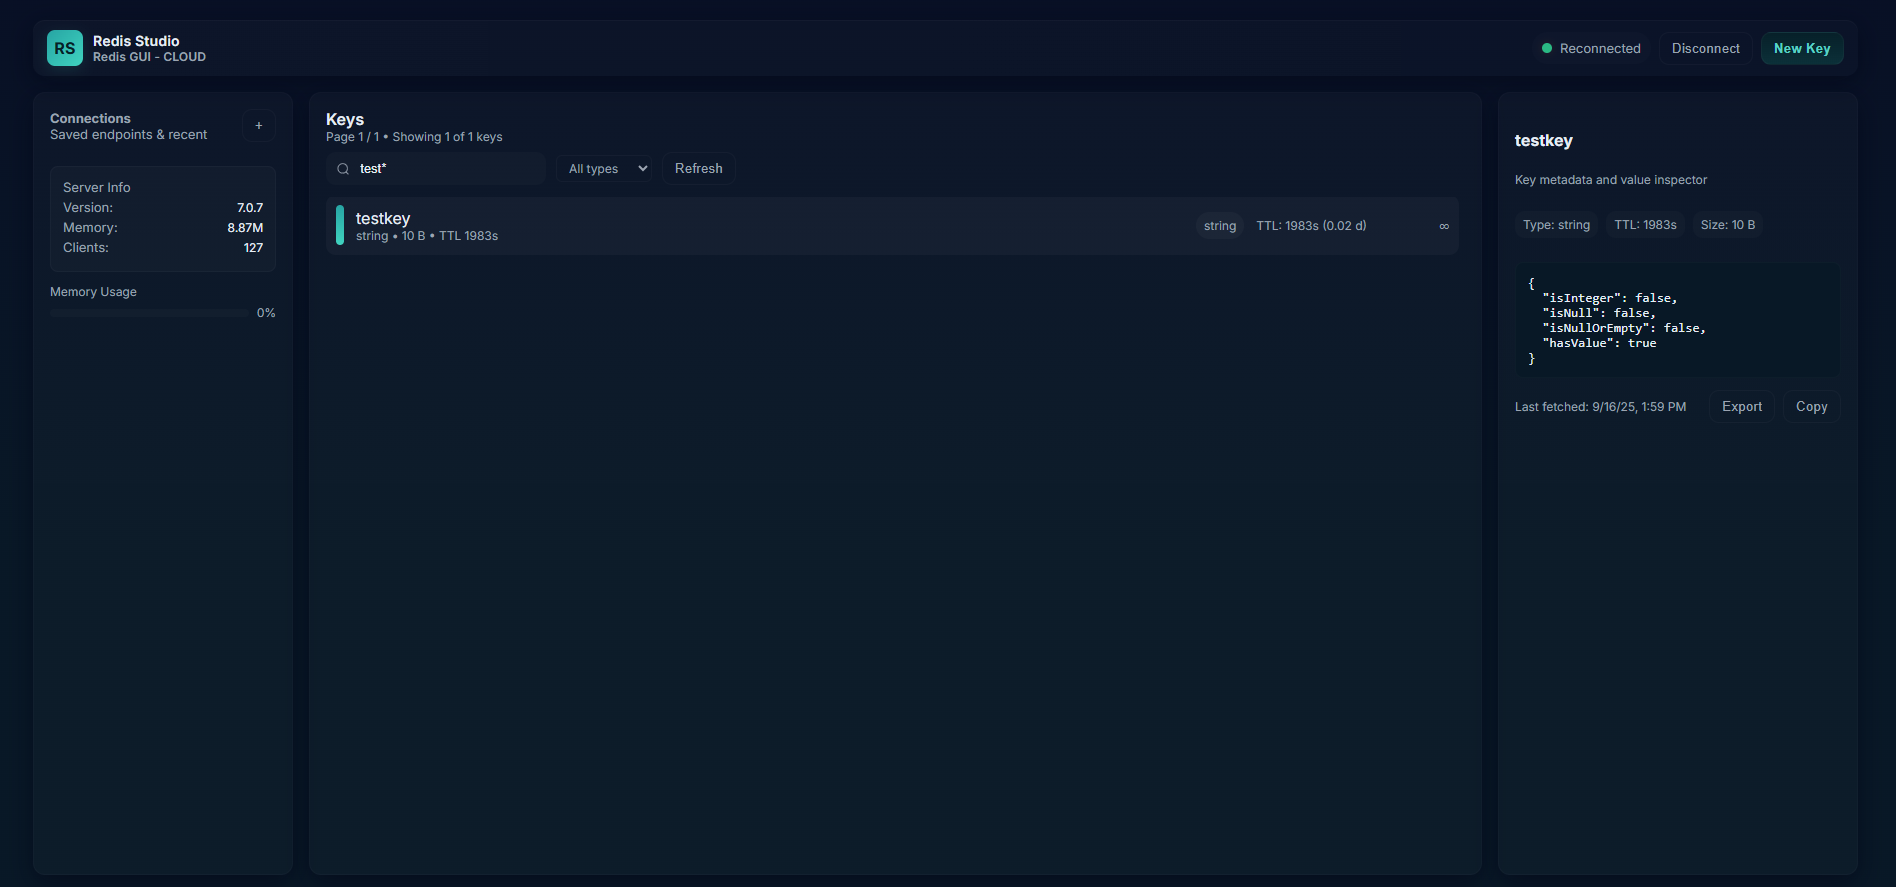 RS
Redis Studio
Redis GUI - CLOUD
Reconnected
Disconnect
New Key
Connections
Saved endpoints & recent
+
Server Info
Version: 7.0.7
Memory: 8.87M
Clients: 127
Memory Usage
0%
Keys
Page 1 / 1 • Showing 1 of 1 keys
test*
All types
Refresh
testkey
string • 10 B • TTL 1983s
string
TTL: 1983s (0.02 d)
∞
testkey
Key metadata and value inspector
Type: string
TTL: 1983s
Size: 10 B
{
  "isInteger": false,
  "isNull": false,
  "isNullOrEmpty": false,
  "hasValue": true
}
Last fetched: 9/16/25, 1:59 PM
Export
Copy